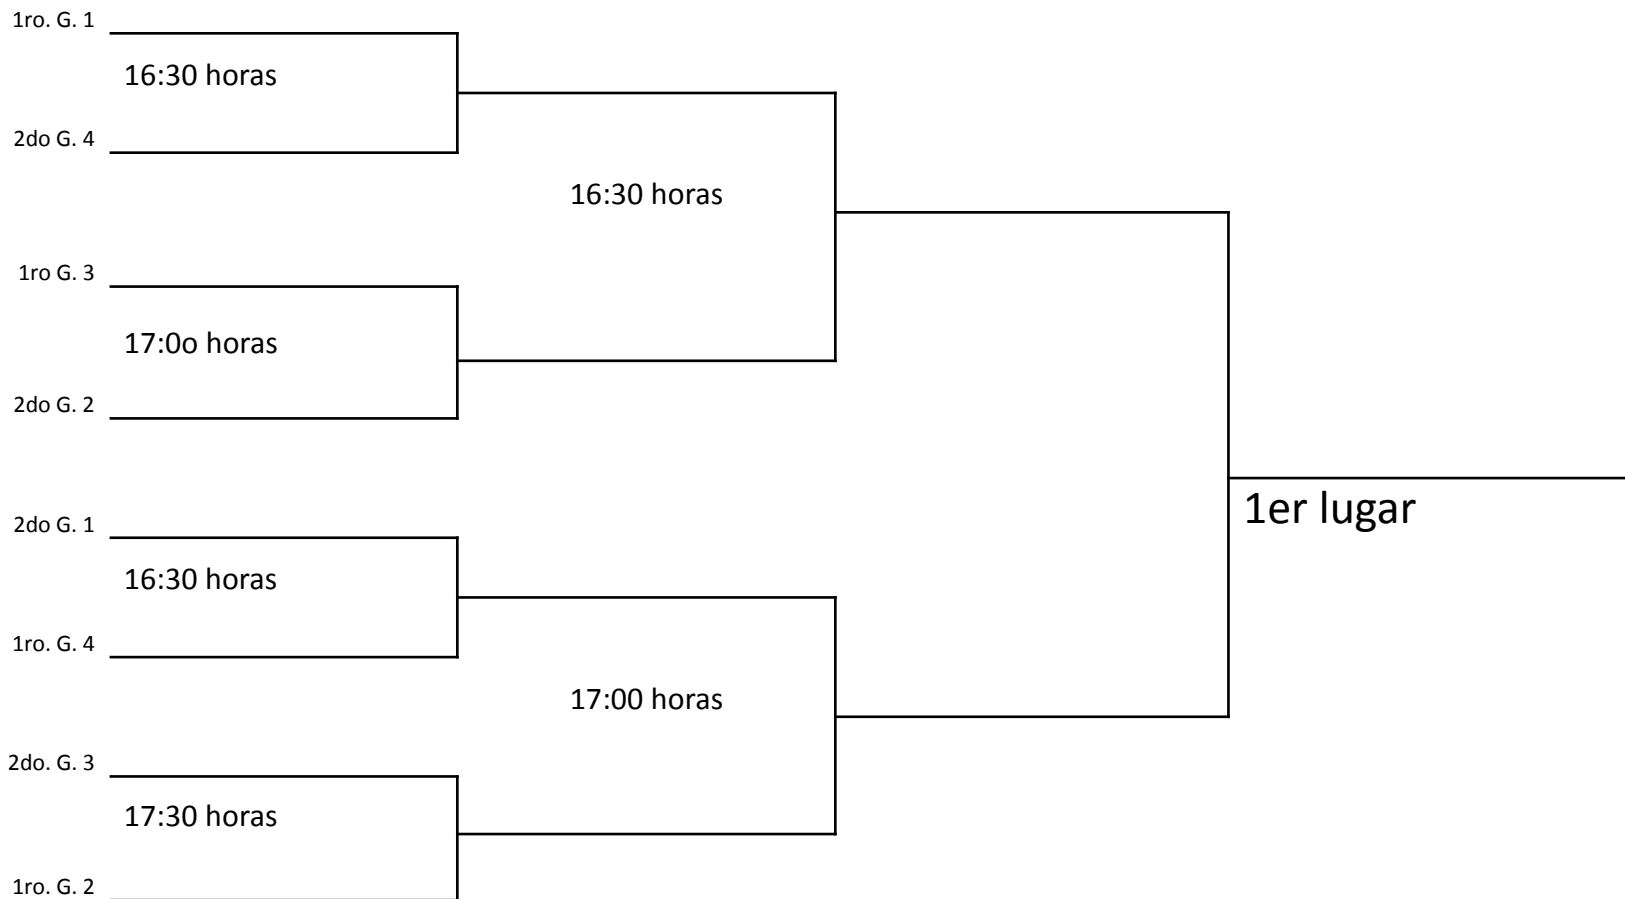 1ro. G. 1
16:30 horas
2do G. 4
16:30 horas
1ro G. 3
17:0o horas
2do G. 2
1er lugar
2do G. 1
16:30 horas
1ro. G. 4
17:00 horas
2do. G. 3
17:30 horas
1ro. G. 2